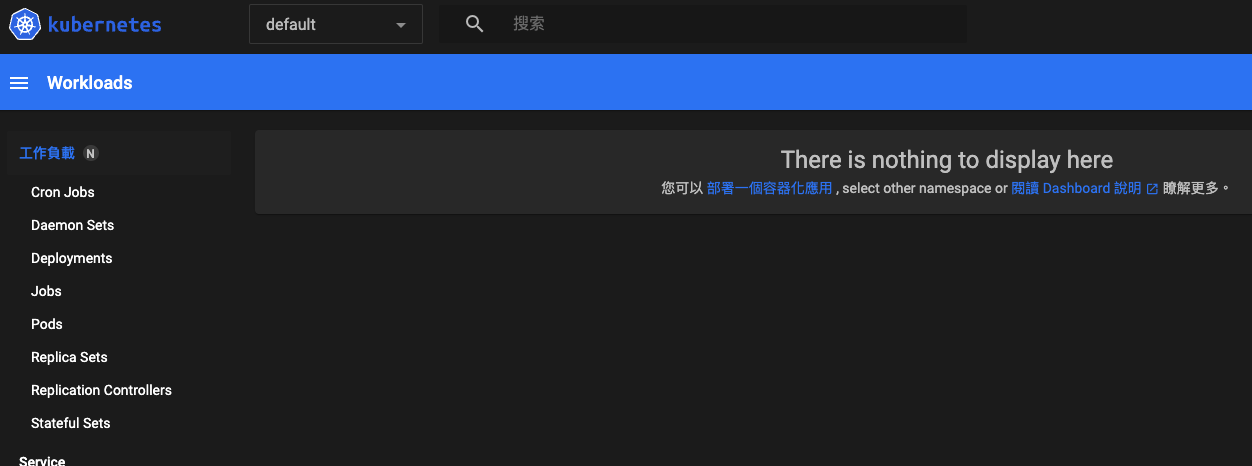 kubernetes
default
搜索
Workloads
工作負載 N
There is nothing to display here
您可以 部署一個容器化應用 , select other namespace or 閱讀 Dashboard 說明 瞭解更多。
Cron Jobs
Daemon Sets
Deployments
Jobs
Pods
Replica Sets
Replication Controllers
Stateful Sets
Service